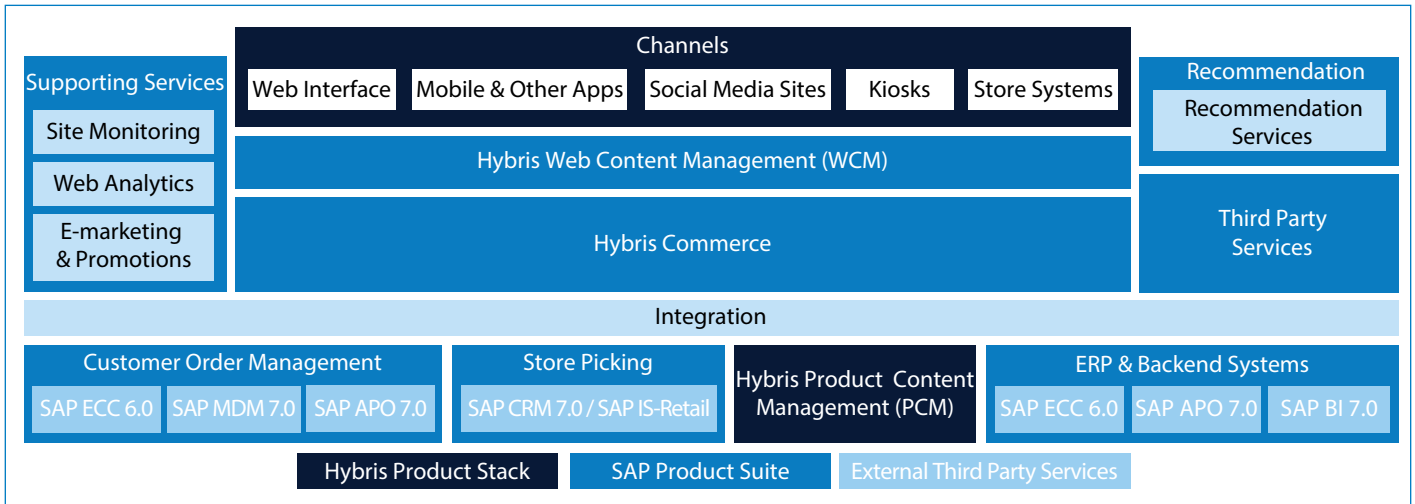 Channels
Web Interface
Mobile & Other Apps
Social Media Sites
Kiosks
Store Systems
Supporting Services
Site Monitoring
Web Analytics
E-marketing
& Promotions
Hybris Web Content Management (WCM)
Hybris Commerce
Recommendation
Recommendation
Services
Third Party
Services
Integration
Customer Order Management
SAP ECC 6.0
SAP MDM 7.0
SAP APO 7.0
Store Picking
SAP CRM 7.0 / SAP IS-Retail
Hybris Product Content
Management (PCM)
ERP & Backend Systems
SAP ECC 6.0
SAP APO 7.0
SAP BI 7.0
Hybris Product Stack
SAP Product Suite
External Third Party Services